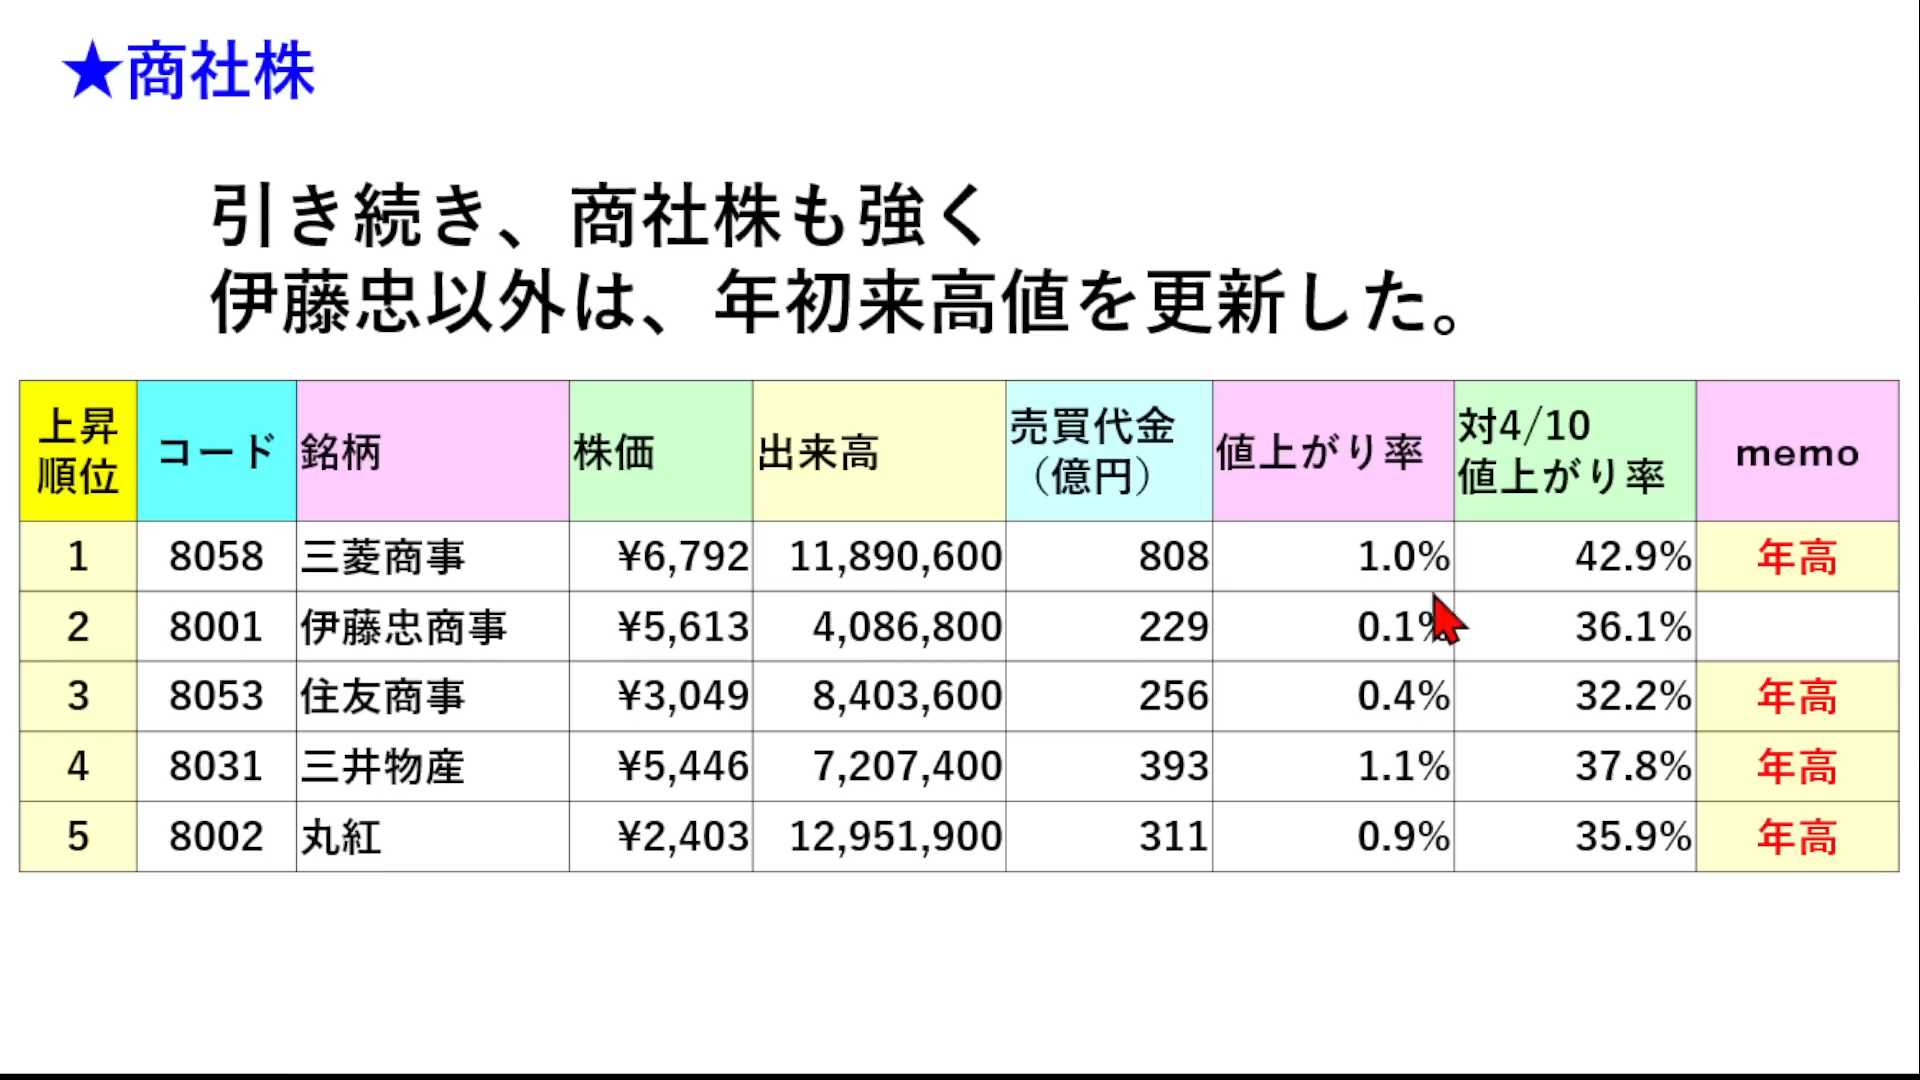 ★商社株
引き続き、商社株も強く
伊藤忠以外は、年初来高値を更新した。
上昇順位 コード 銘柄 株価 出来高 売買代金（億円） 値上がり率 対4/10値上がり率 memo
1 8058 三菱商事 ¥6,792 11,890,600 808 1.0% 42.9% 年高
2 8001 伊藤忠商事 ¥5,613 4,086,800 229 0.1% 36.1%
3 8053 住友商事 ¥3,049 8,403,600 256 0.4% 32.2% 年高
4 8031 三井物産 ¥5,446 7,207,400 393 1.1% 37.8% 年高
5 8002 丸紅 ¥2,403 12,951,900 311 0.9% 35.9% 年高